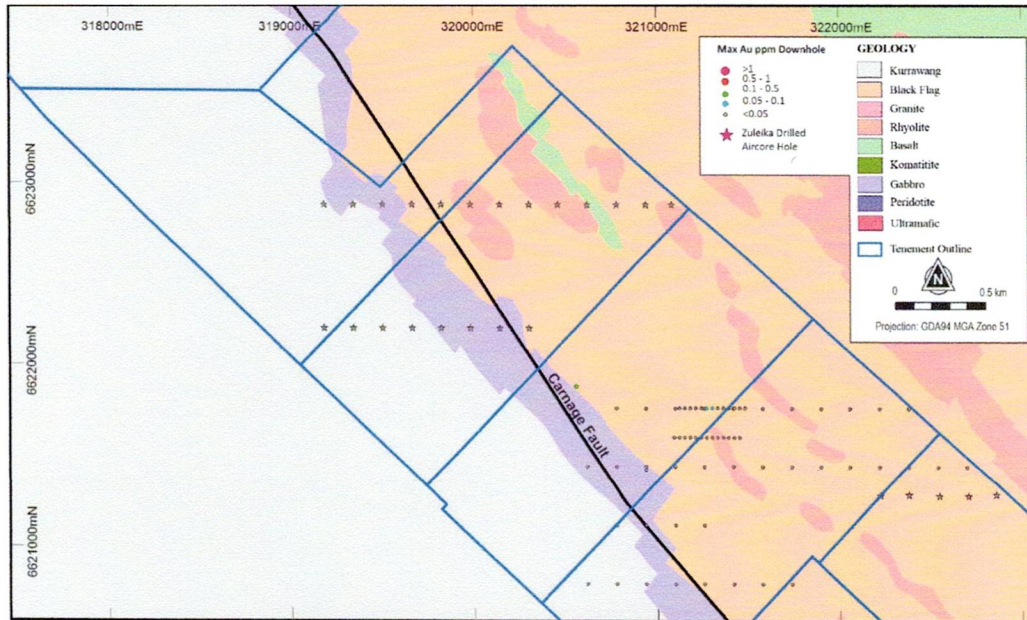 318000mE
319000mE
320000mE
321000mE
322000mE
6623000mN
6622000mN
6621000mN
Carnage Fault
Max Au ppm Downhole
>1
0.5 - 1
0.1 - 0.5
0.05 - 0.1
<0.05
Zuleika Drilled
Aircore Hole
GEOLOGY
Kurrawang
Black Flag
Granite
Rhyolite
Basalt
Komatitite
Gabbro
Peridotite
Ultramafic
Tenement Outline
N
0 0.5 km
Projection: GDA94 MGA Zone 51